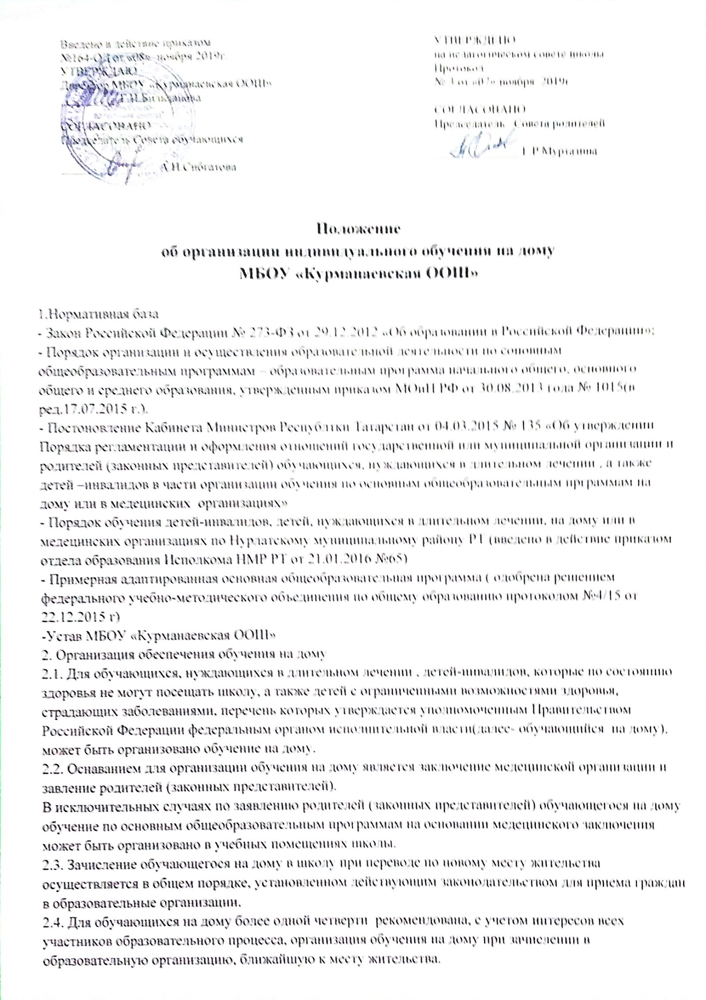 Введено в действие приказом
№164-ОД от «08» ноября 2019г.
УТВЕРЖДАЮ
Директор МБОУ «Курманаевская ООШ»
СОГЛАСОВАНО
Председатель Совета обучающихся
А.И.Сибгатова
УТВЕРЖДЕНО
на педагогическом совете школы
Протокол
№ 3 от «07» ноября 2019г
СОГЛАСОВАНО
Председатель Совета родителей
Г.Р.Муртазина
Положение
об организации индивидуального обучения на дому
МБОУ «Курманаевская ООШ»
1.Нормативная база
- Закон Российской Федерации № 273-ФЗ от 29.12.2012 «Об образовании в Российской Федерации»;
- Порядок организации и осуществления образовательной деятельности по соновным
общеобразовательным программам – образовательным программа начального общего, основного
общего и среднего образования, утвержденным приказом МОиН РФ от 30.08.2013 года № 1015(в
ред.17.07.2015 г.).
- Постоновление Кабинета Министров Респубдтки Татарстан от 04.03.2015 № 135 «Об утверждении
Порядка регламентации и оформления отношений государственной или муниципальной организации и
родителей (законных представителей) обучающихся, нуждающихся в длительном лечении , а также
детей –инвалидов в части организации обучения по основным общеобразовательным прграммам на
дому или в медецинских организациях»
- Порядок обучения детей-инвалидов, детей, нуждающихся в длительном лечении, на дому или в
медецинских организациях по Нурлатскому муниципальному району РТ (введено в действие приказом
отдела образования Исполкома НМР РТ от 21.01.2016 №65)
- Примерная адаптированная основная общеобразовательная программа ( одобрена решением
федерального учебно-методического объединения по общему образованию протоколом №4/15 от
22.12.2015 г)
-Устав МБОУ «Курманаевская ООШ»
2. Организация обеспечения обучения на дому
2.1. Для обучающихся, нуждающихся в длительном лечении , детей-инвалидов, которые по состоянию
здоровья не могут посещать школу, а также детей с ограниченными возможностями здоровья,
страдающих заболеваниями, перечень которых утверждается уполномоченным Правительством
Российской Федерации федеральным органом исполнительной власти(далее- обучающийся на дому),
может быть организовано обучение на дому.
2.2. Оснаванием для организации обучения на дому является заключение медецинской организации и
завление родителей (законных представителей).
В исключительных случаях по заявлению родителей (законных представителей) обучающегося на дому
обучение по основным общеобразовательным программам на основании медецинского заключения
может быть организовано в учебных помещениях школы.
2.3. Зачисление обучающегося на дому в школу при переводе по новому месту жительства
осуществляется в общем порядке, установленном действующим законодательством для приема граждан
в образовательные организации.
2.4. Для обучающихся на дому более одной четверти рекомендована, с учетом интересов всех
участников образовательного процесса, организация обучения на дому при зачислении в
образовательную организацию, ближайшую к месту жительства.